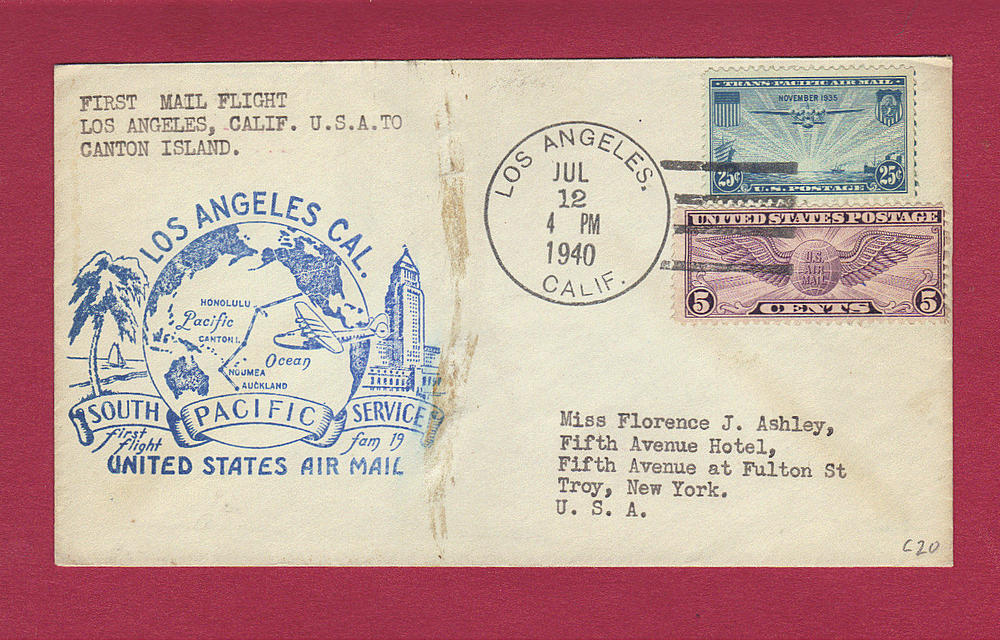 FIRST MAIL FLIGHT
LOS ANGELES, CALIF. U.S.A.TO
CANTON ISLAND.
LOS ANGELES CAL.
HONOLULU
Pacific
CANTON I.
Ocean
NOUMEA
AUCKLAND
SOUTH PACIFIC SERVICE
first flight
fam 19
UNITED STATES AIR MAIL
LOS ANGELES.
JUL
12
4 PM
1940
CALIF.
TRANS-PACIFIC AIR MAIL
NOVEMBER 1935
25¢ 25¢
U.S. POSTAGE
UNITED STATES POSTAGE
U.S.
AIR
MAIL
5 CENTS 5
Miss Florence J. Ashley,
Fifth Avenue Hotel,
Fifth Avenue at Fulton St
Troy, New York.
U. S. A.
C20